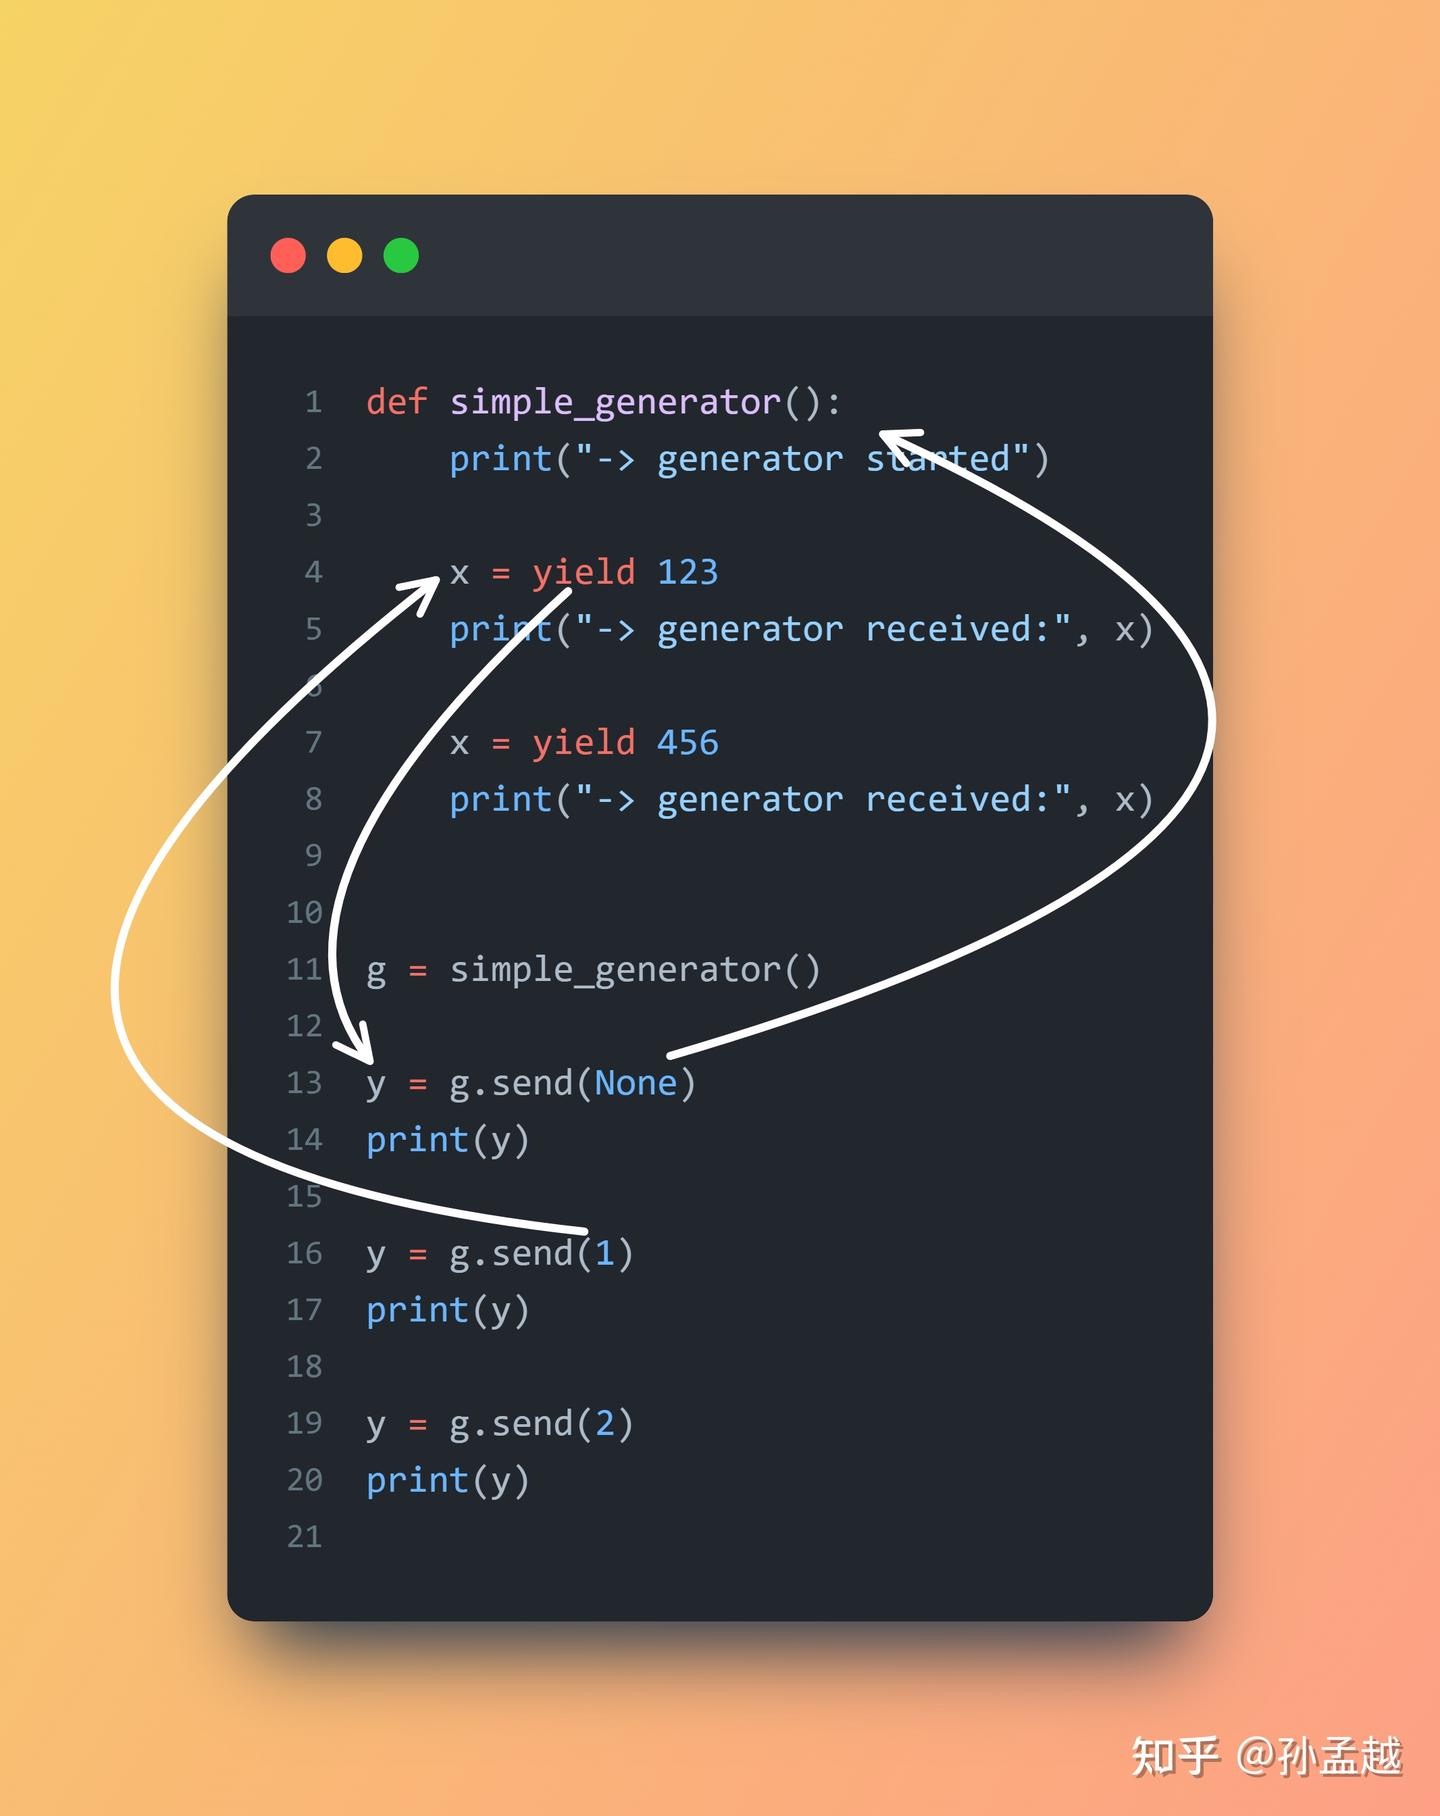 1 def simple_generator():
2     print("-> generator started")
3
4     x = yield 123
5     print("-> generator received:", x)
6
7     x = yield 456
8     print("-> generator received:", x)
9
10
11 g = simple_generator()
12
13 y = g.send(None)
14 print(y)
15
16 y = g.send(1)
17 print(y)
18
19 y = g.send(2)
20 print(y)
21
知乎 @孙孟越